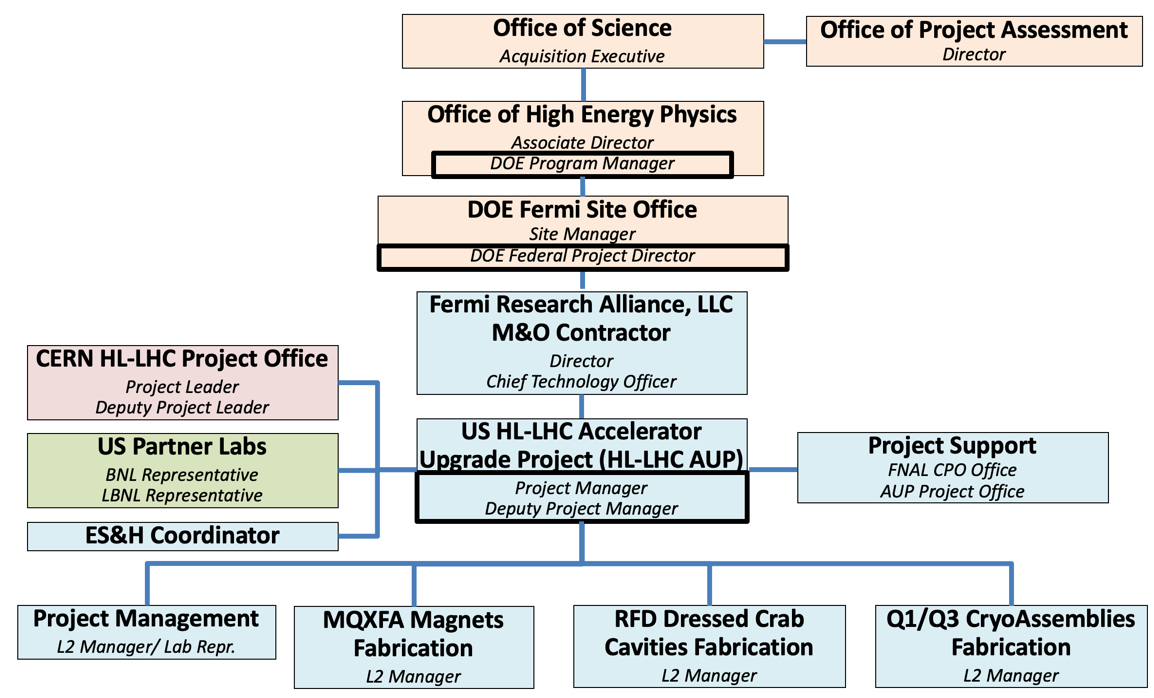 Office of Science
Acquisition Executive
Office of Project Assessment
Director
Office of High Energy Physics
Associate Director
DOE Program Manager
DOE Fermi Site Office
Site Manager
DOE Federal Project Director
Fermi Research Alliance, LLC
M&O Contractor
Director
Chief Technology Officer
CERN HL-LHC Project Office
Project Leader
Deputy Project Leader
US Partner Labs
BNL Representative
LBNL Representative
ES&H Coordinator
US HL-LHC Accelerator
Upgrade Project (HL-LHC AUP)
Project Manager
Deputy Project Manager
Project Support
FNAL CPO Office
AUP Project Office
Project Management
L2 Manager/ Lab Repr.
MQXFA Magnets
Fabrication
L2 Manager
RFD Dressed Crab
Cavities Fabrication
L2 Manager
Q1/Q3 CryoAssemblies
Fabrication
L2 Manager